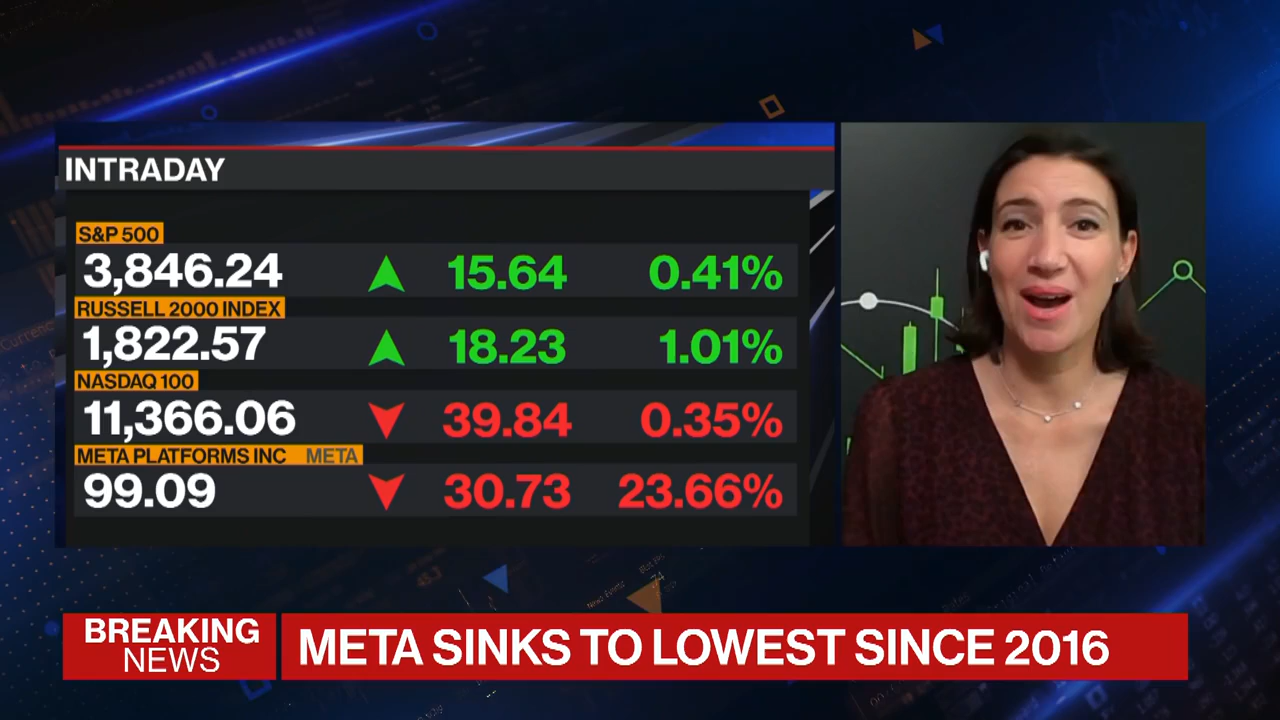 INTRADAY
S&P 500
3,846.24 15.64 0.41%
RUSSELL 2000 INDEX
1,822.57 18.23 1.01%
NASDAQ 100
11,366.06 39.84 0.35%
META PLATFORMS INC META
99.09 30.73 23.66%
BREAKING
NEWS
META SINKS TO LOWEST SINCE 2016